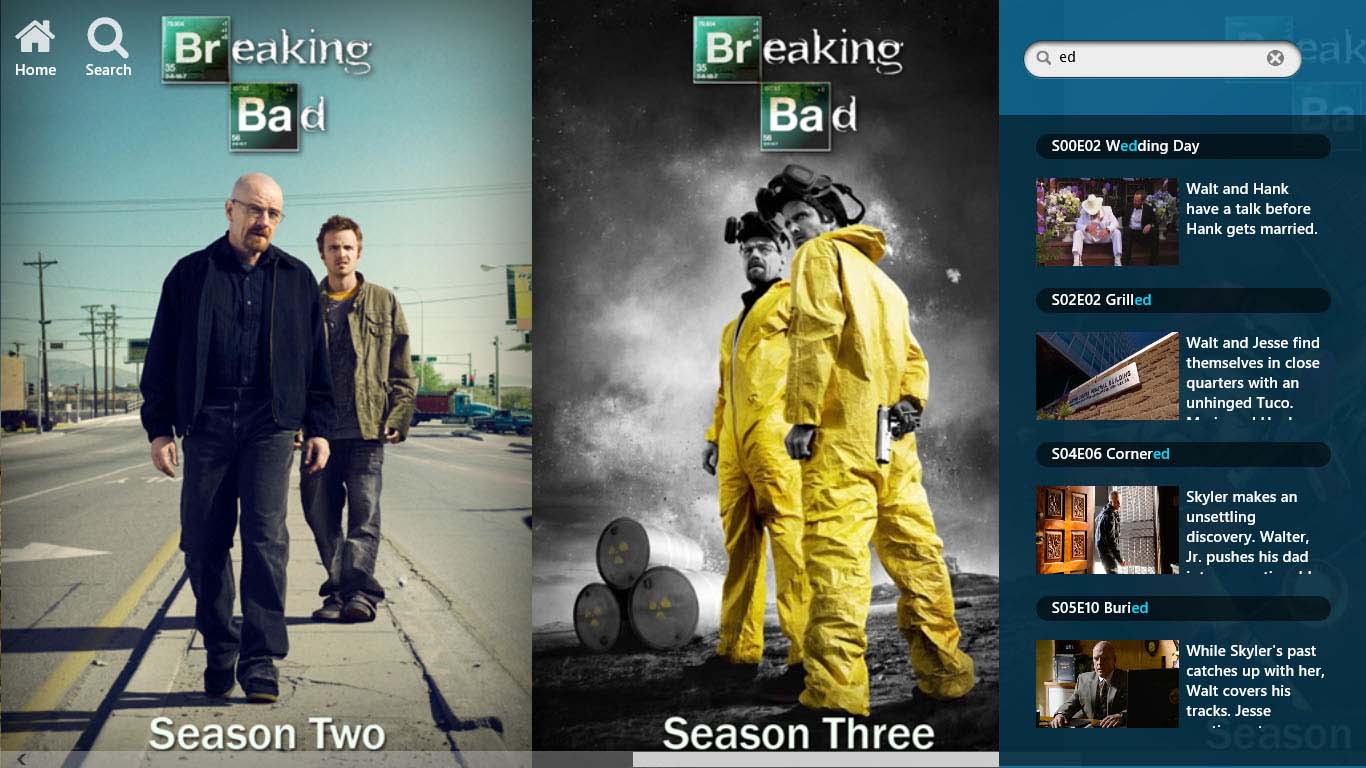 Home
Search
Breaking
Bad
Season Two
Breaking
Bad
Season Three
ed
S00E02 Wedding Day
Walt and Hank
have a talk before
Hank gets married.
S02E02 Grilled
Walt and Jesse find
themselves in close
quarters with an
unhinged Tuco.
S04E06 Cornered
Skyler makes an
unsettling
discovery. Walter,
Jr. pushes his dad
S05E10 Buried
While Skyler's past
catches up with her,
Walt covers his
tracks. Jesse
Season